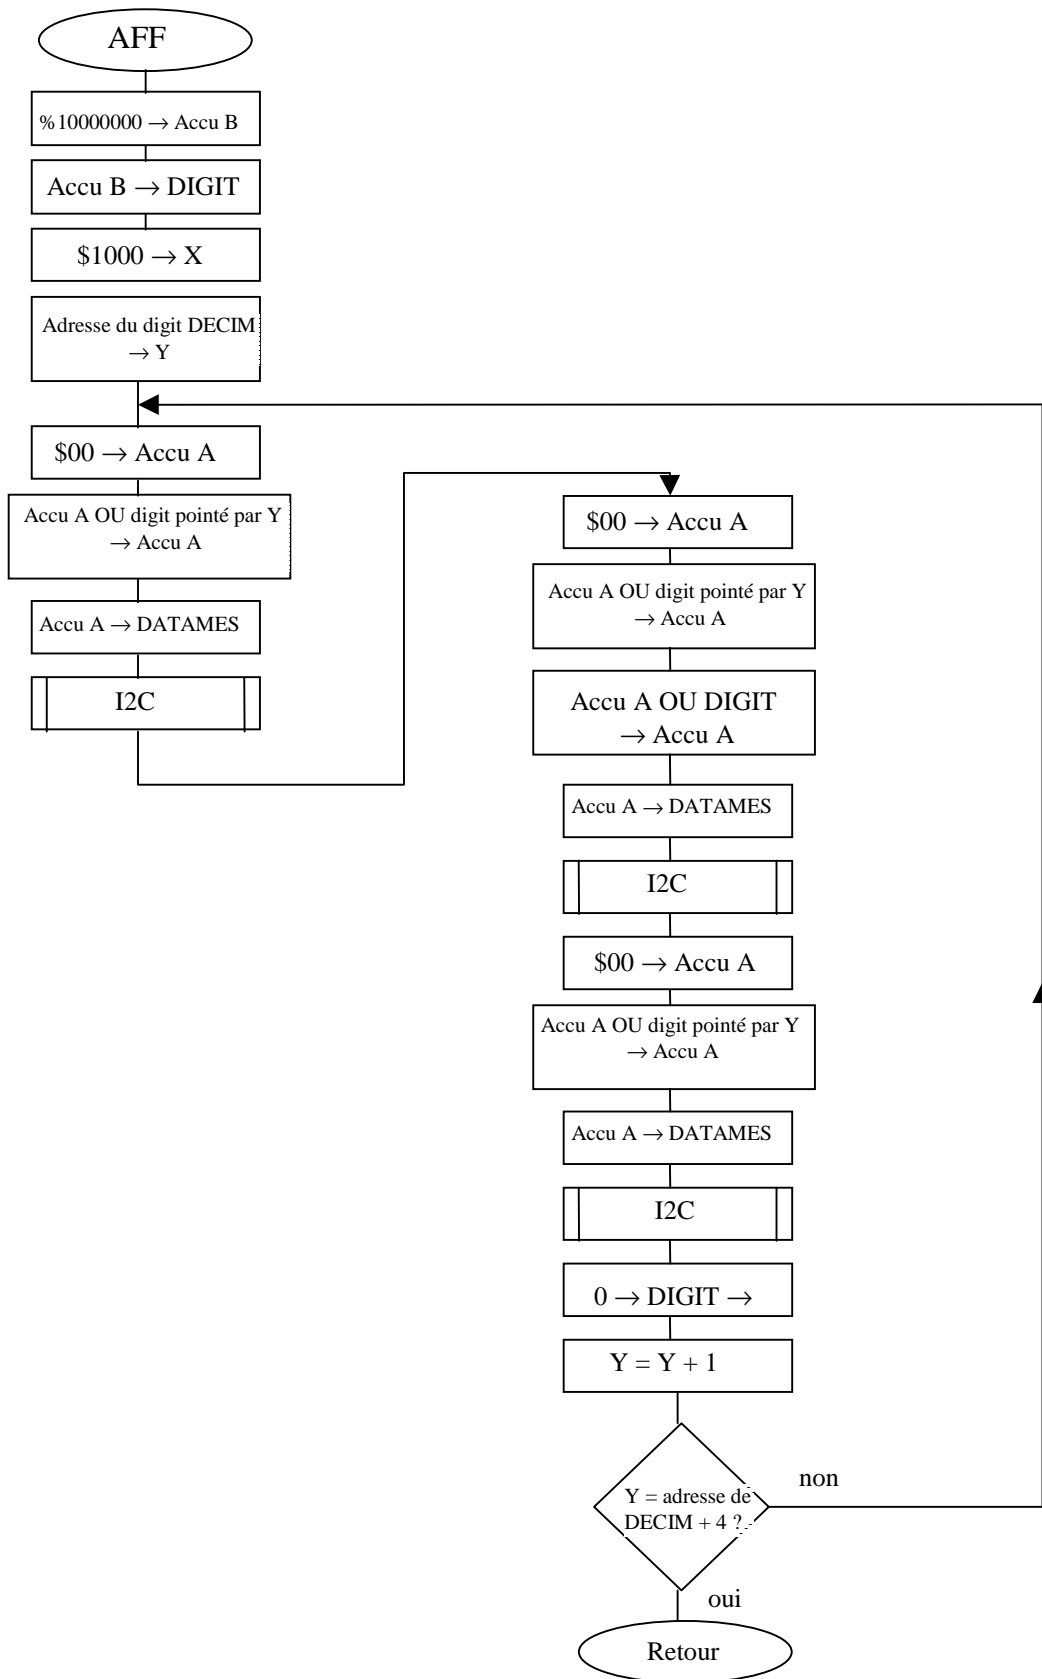 AFF
%10000000 → Accu B
Accu B → DIGIT
$1000 → X
Adresse du digit DECIM
→ Y
$00 → Accu A
Accu A OU digit pointé par Y
→ Accu A
Accu A → DATAMES
I2C
$00 → Accu A
Accu A OU digit pointé par Y
→ Accu A
Accu A OU DIGIT
→ Accu A
Accu A → DATAMES
I2C
$00 → Accu A
Accu A OU digit pointé par Y
→ Accu A
Accu A → DATAMES
I2C
0 → DIGIT →
Y = Y + 1
Y = adresse de
DECIM + 4 ?
non
oui
Retour